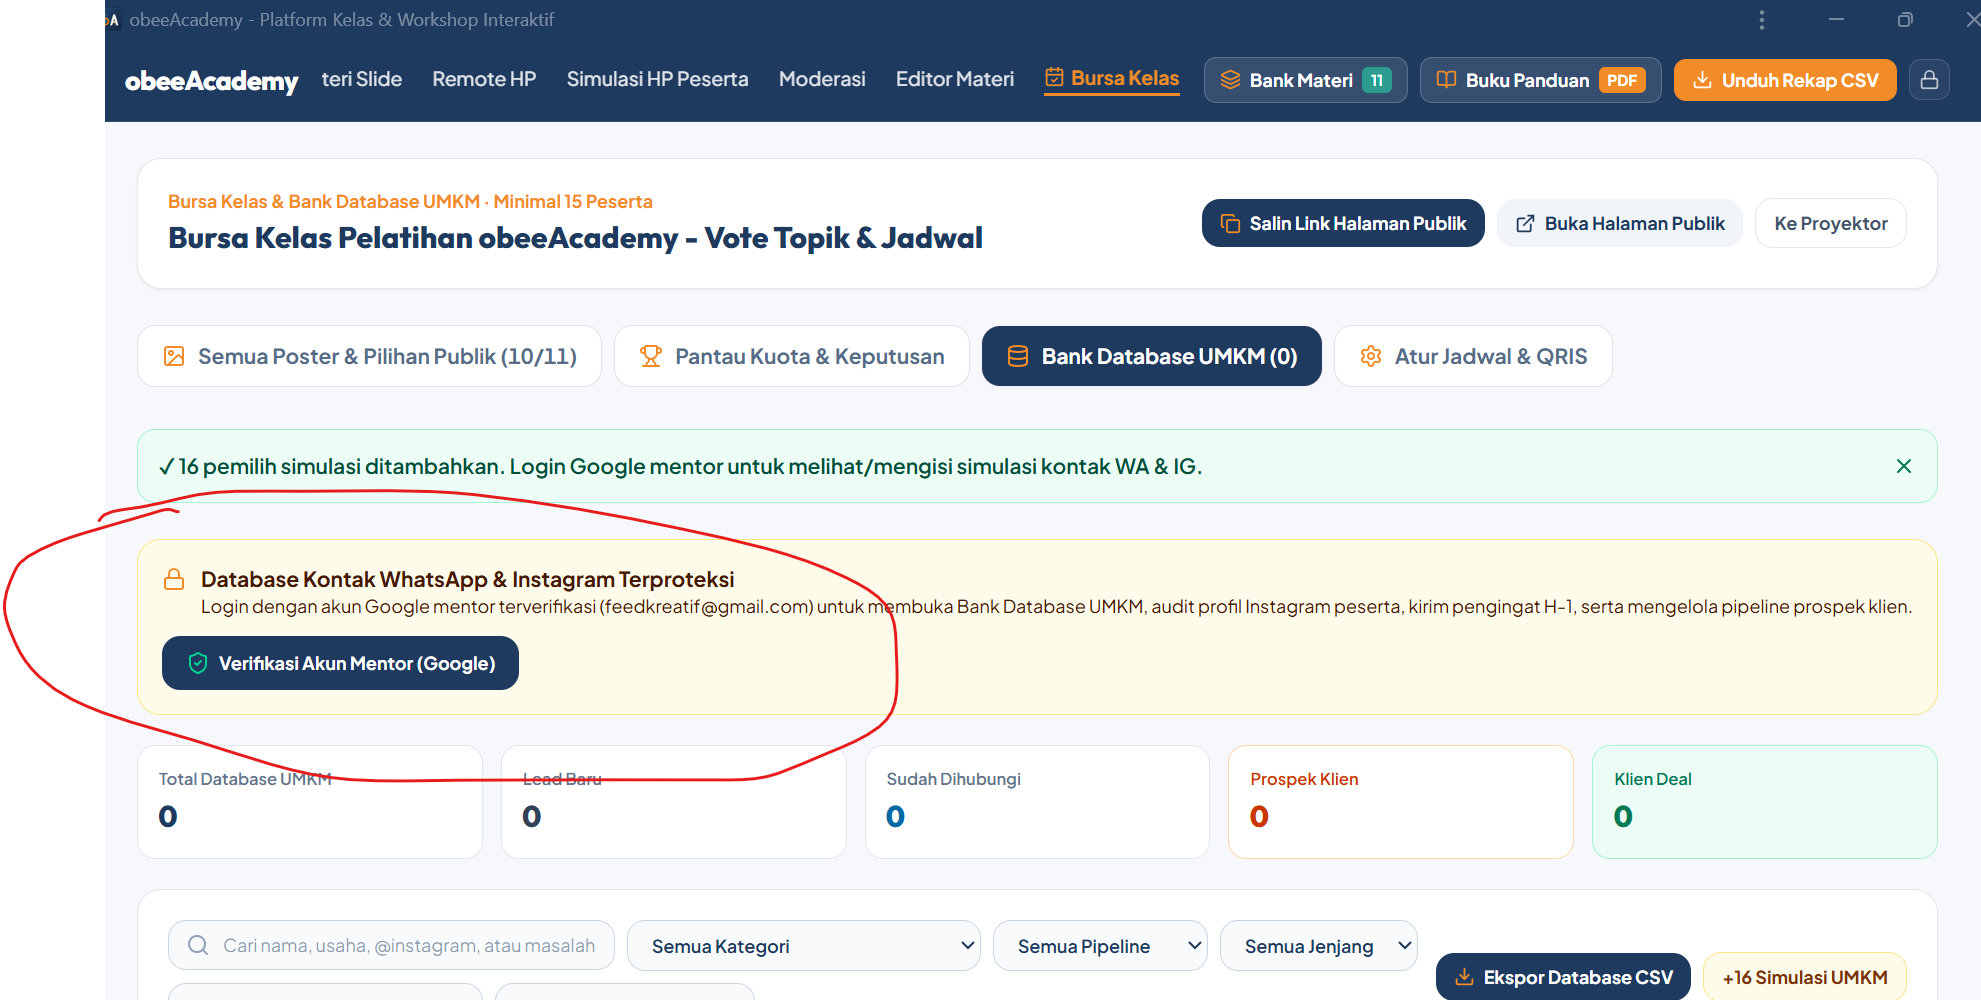 obeeAcademy - Platform Kelas & Workshop Interaktif
obeeAcademy
teri Slide
Remote HP
Simulasi HP Peserta
Moderasi
Editor Materi
Bursa Kelas
Bank Materi 11
Buku Panduan PDF
Unduh Rekap CSV
Bursa Kelas & Bank Database UMKM · Minimal 15 Peserta
Bursa Kelas Pelatihan obeeAcademy - Vote Topik & Jadwal
Salin Link Halaman Publik
Buka Halaman Publik
Ke Proyektor
Semua Poster & Pilihan Publik (10/11)
Pantau Kuota & Keputusan
Bank Database UMKM (0)
Atur Jadwal & QRIS
✓ 16 pemilih simulasi ditambahkan. Login Google mentor untuk melihat/mengisi simulasi kontak WA & IG.
Database Kontak WhatsApp & Instagram Terproteksi
Login dengan akun Google mentor terverifikasi (feedkreatif@gmail.com) untuk membuka Bank Database UMKM, audit profil Instagram peserta, kirim pengingat H-1, serta mengelola pipeline prospek klien.
Verifikasi Akun Mentor (Google)
Total Database UMKM
0
Lead Baru
0
Sudah Dihubungi
0
Prospek Klien
0
Klien Deal
0
Cari nama, usaha, @instagram, atau masalah
Semua Kategori
Semua Pipeline
Semua Jenjang
Ekspor Database CSV
+16 Simulasi UMKM